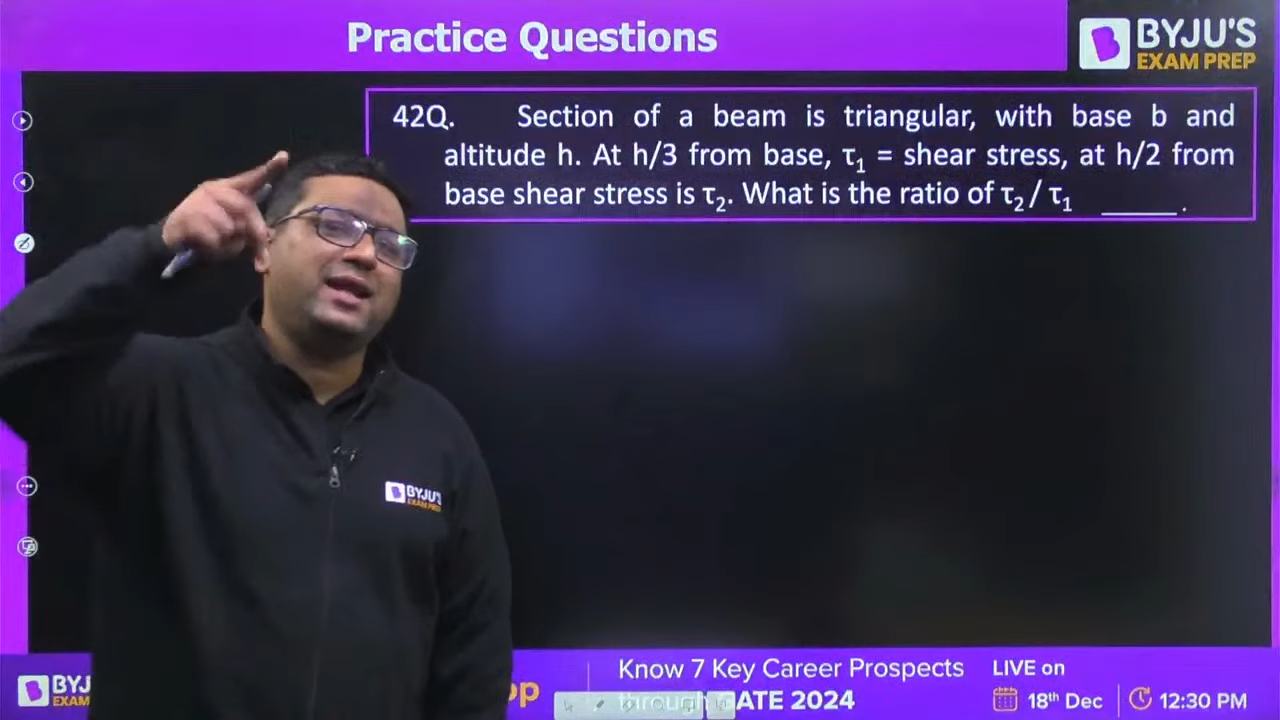 Practice Questions
BYJU'S
EXAM PREP
42Q. Section of a beam is triangular, with base b and
altitude h. At h/3 from base, τ₁ = shear stress, at h/2 from
base shear stress is τ₂. What is the ratio of τ₂ / τ₁ ______.
BYJU'S
EXAM PREP
Know 7 Key Career Prospects
through GATE 2024
LIVE on
18th Dec
12:30 PM